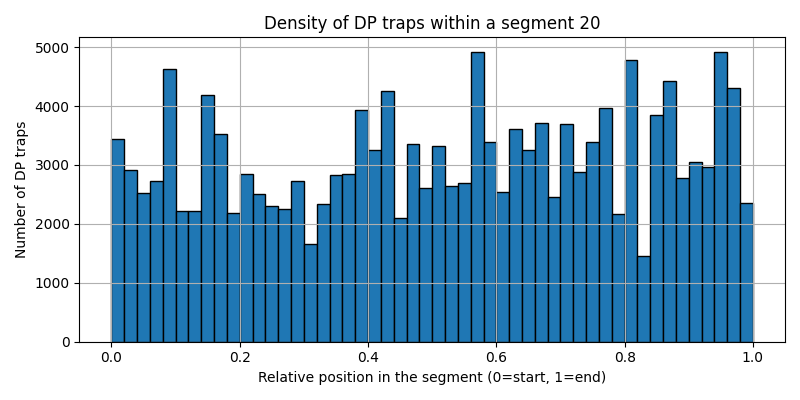 Density of DP traps within a segment 20
Number of DP traps
5000
4000
3000
2000
1000
0
0.0 0.2 0.4 0.6 0.8 1.0
Relative position in the segment (0=start, 1=end)